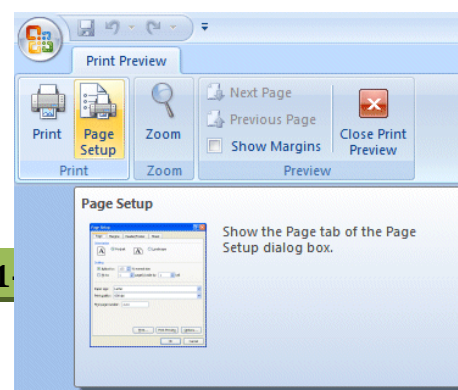 Print Preview
Print
Page Setup
Zoom
Next Page
Previous Page
Show Margins
Close Print Preview
Print
Zoom
Preview
Page Setup
Show the Page tab of the Page
Setup dialog box.
1-